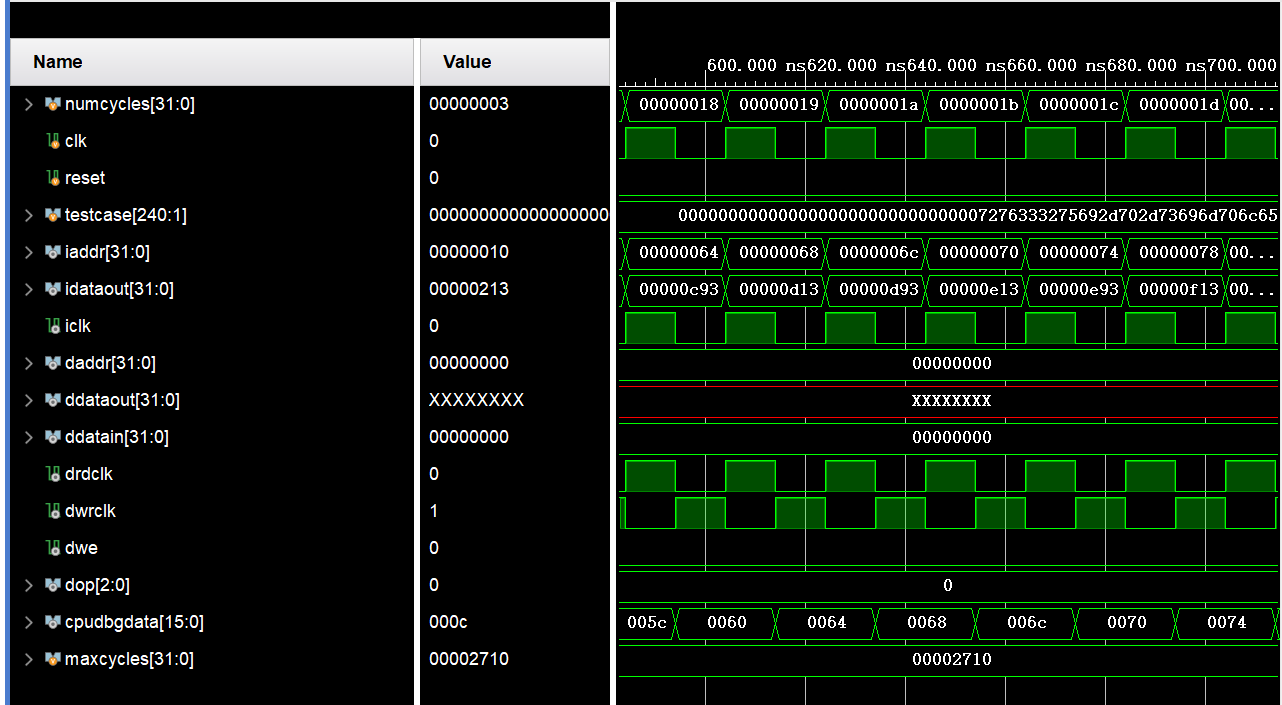 Name Value
600.000 ns 620.000 ns 640.000 ns 660.000 ns 680.000 ns 700.000
numcycles[31:0] 00000003 00000018 00000019 0000001a 0000001b 0000001c 0000001d 00...
clk 0
reset 0
testcase[240:1] 000000000000000000 000000000000000000000000000007276333275692d702d73696d706c65
iaddr[31:0] 00000010 00000064 00000068 0000006c 00000070 00000074 00000078 00...
idataout[31:0] 00000213 00000c93 00000d13 00000d93 00000e13 00000e93 00000f13 00...
iclk 0
daddr[31:0] 00000000 00000000
ddataout[31:0] XXXXXXXX XXXXXXXX
ddatain[31:0] 00000000 00000000
drdclk 0
dwrclk 1
dwe 0
dop[2:0] 0 0
cpudbgdata[15:0] 000c 005c 0060 0064 0068 006c 0070 0074
maxcycles[31:0] 00002710 00002710